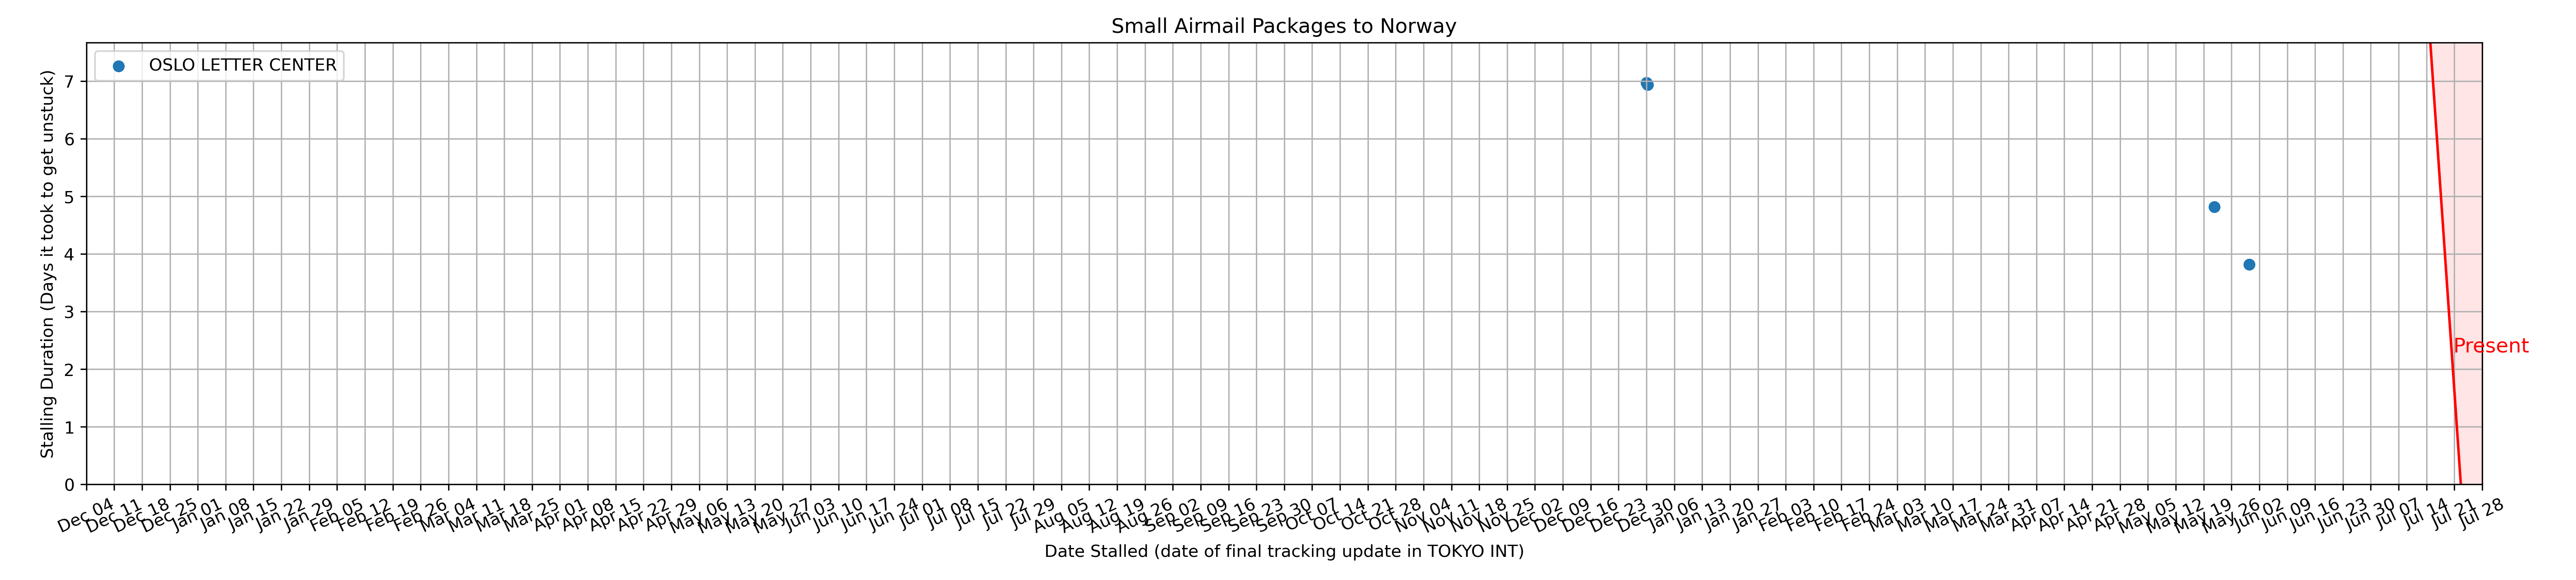 Small Airmail Packages to Norway
OSLO LETTER CENTER
Stalling Duration (Days it took to get unstuck)
7
6
5
4
3
2
1
0
Present
Dec 04 Dec 11 Dec 18 Dec 25 Jan 01 Jan 08 Jan 15 Jan 22 Jan 29 Feb 05 Feb 12 Feb 19 Feb 26 Mar 04 Mar 11 Mar 18 Mar 25 Apr 01 Apr 08 Apr 15 Apr 22 Apr 29 May 06 May 13 May 20 May 27 Jun 03 Jun 10 Jun 17 Jun 24 Jul 01 Jul 08 Jul 15 Jul 22 Jul 29 Aug 05 Aug 12 Aug 19 Aug 26 Sep 02 Sep 09 Sep 16 Sep 23 Sep 30 Oct 07 Oct 14 Oct 21 Oct 28 Nov 04 Nov 11 Nov 18 Nov 25 Dec 02 Dec 09 Dec 16 Dec 23 Dec 30 Jan 06 Jan 13 Jan 20 Jan 27 Feb 03 Feb 10 Feb 17 Feb 24 Mar 03 Mar 10 Mar 17 Mar 24 Mar 31 Apr 07 Apr 14 Apr 21 Apr 28 May 05 May 12 May 19 May 26 Jun 02 Jun 09 Jun 16 Jun 23 Jun 30 Jul 07 Jul 14 Jul 21 Jul 28
Date Stalled (date of final tracking update in TOKYO INT)